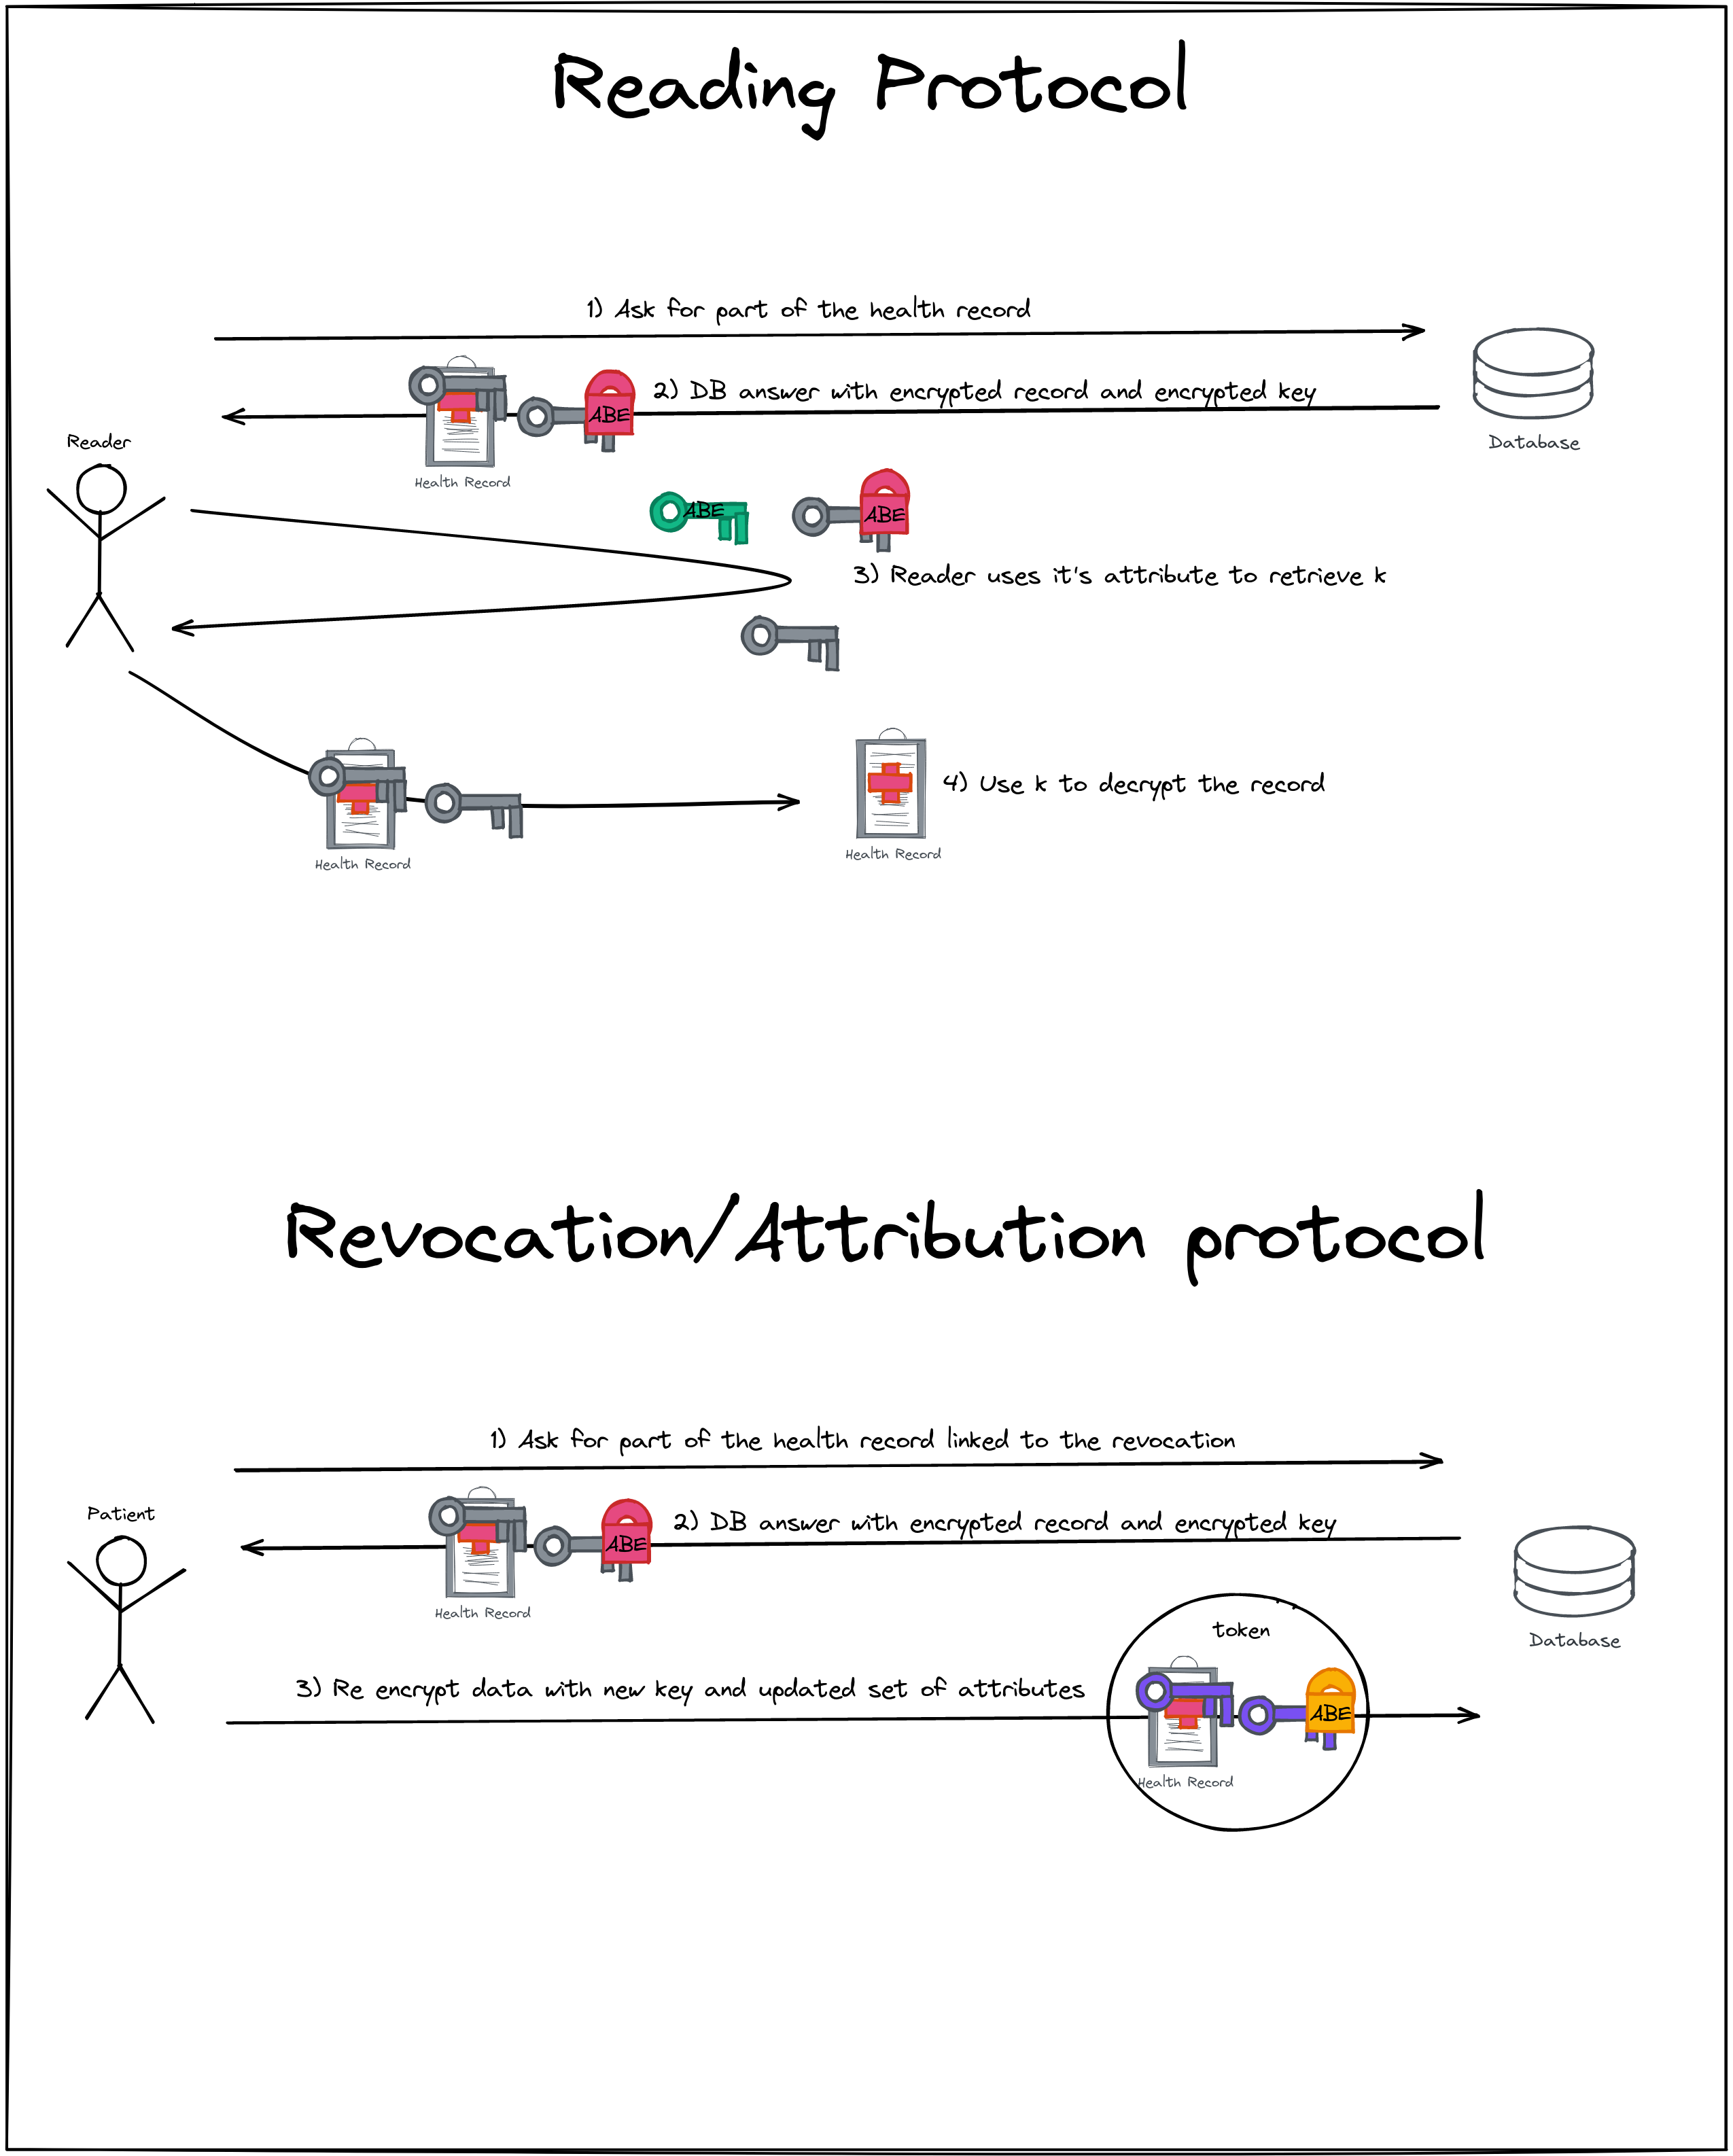 Reading Protocol
1) Ask for part of the health record
2) DB answer with encrypted record and encrypted key
ABE
Database
Reader
Health Record
ABE
ABE
3) Reader uses it's attribute to retrieve k
4) Use k to decrypt the record
Health Record
Health Record
Revocation/Attribution protocol
1) Ask for part of the health record linked to the revocation
Patient
2) DB answer with encrypted record and encrypted key
ABE
Health Record
token
Database
3) Re encrypt data with new key and updated set of attributes
ABE
Health Record